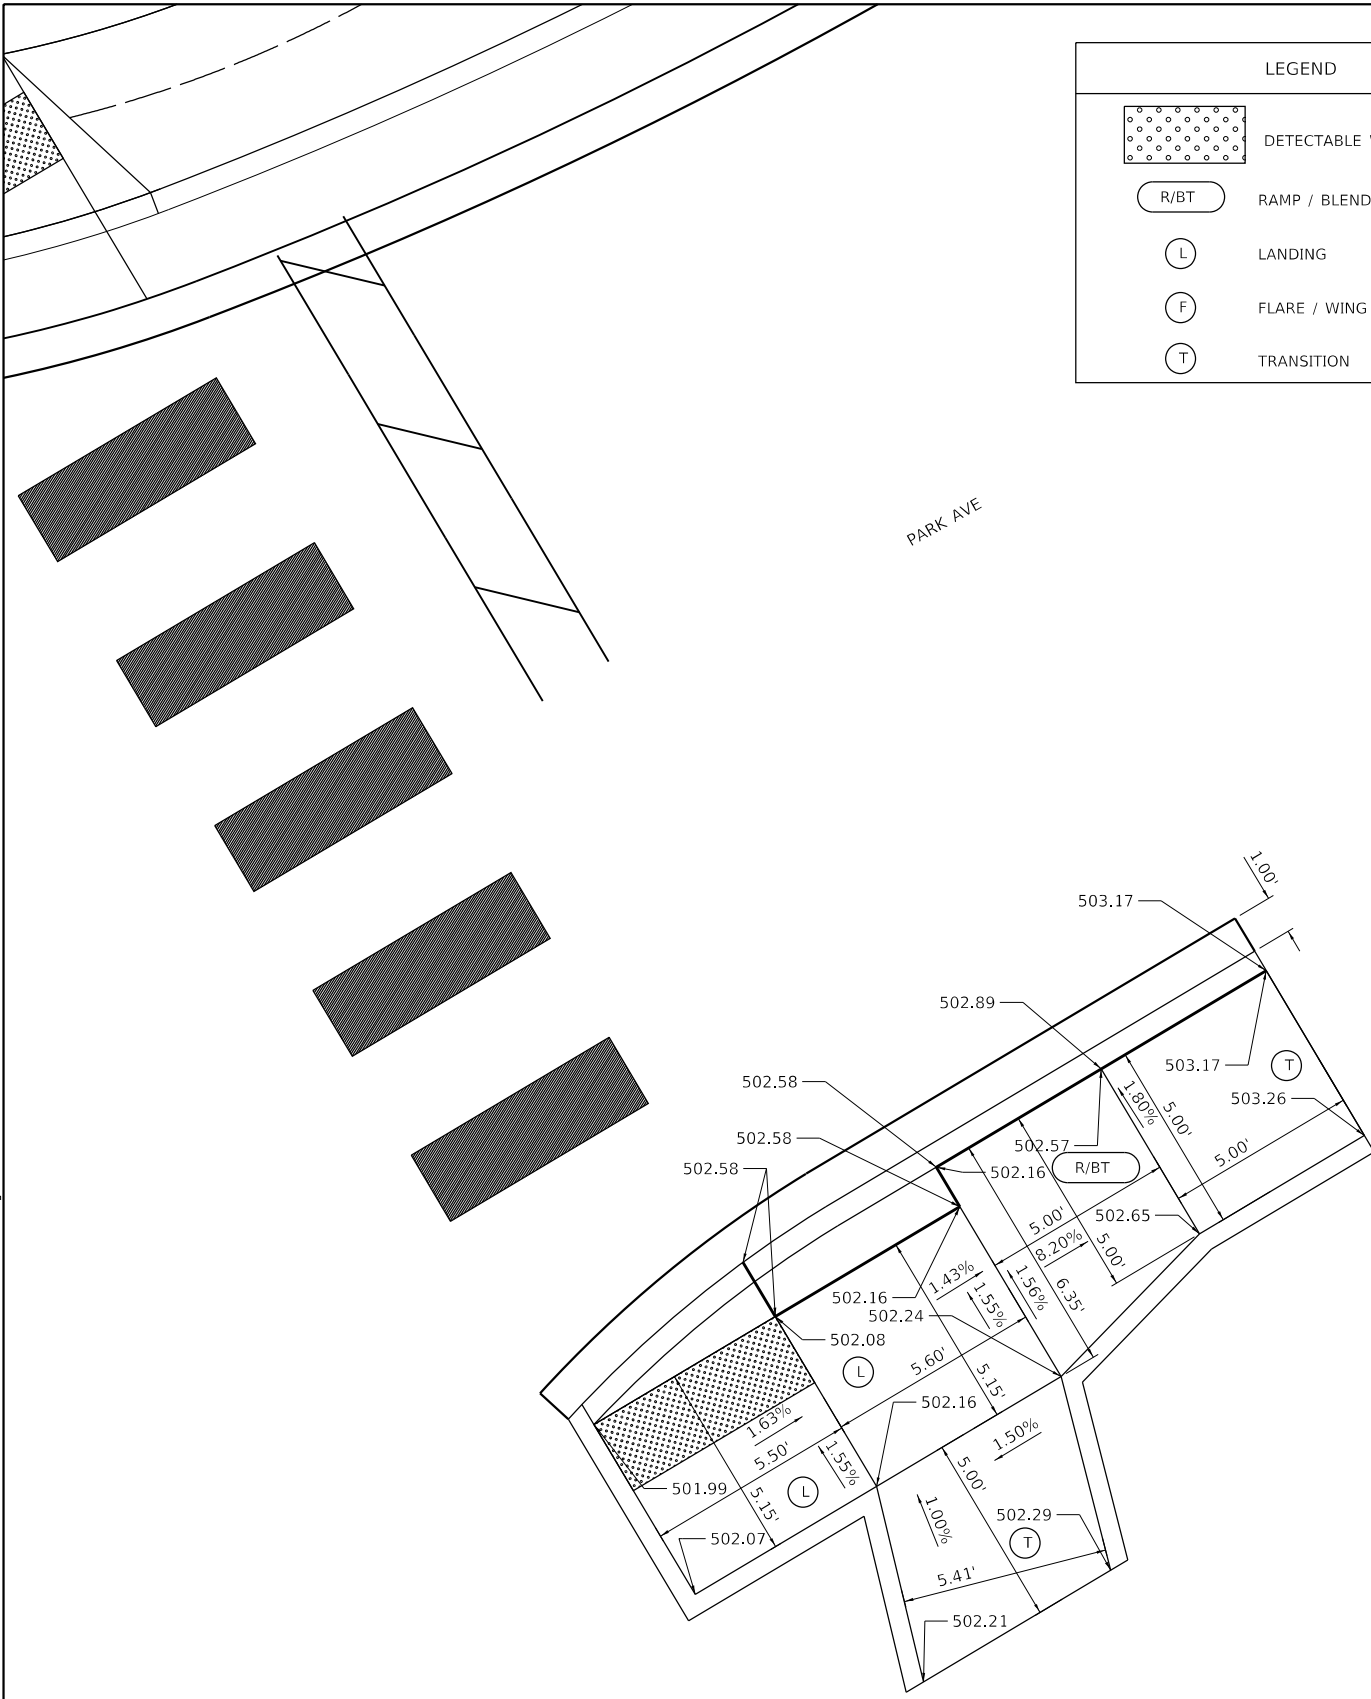 LEGEND
DETECTABLE
R/BT
RAMP / BLEND
L
LANDING
F
FLARE / WING
T
TRANSITION
PARK AVE
1.00'
503.17
502.89
503.17
T
503.26
502.58
1.80%
5.00'
502.58
502.57
5.00'
502.58
502.16
R/BT
502.65
5.00'
8.20%
5.00'
1.43%
1.56%
6.35'
502.16
1.55%
502.24
502.08
5.60'
L
5.15'
502.16
1.63%
1.50%
5.50'
1.55%
5.00'
501.99
L
5.15'
1.00%
502.29
502.07
T
5.41'
502.21